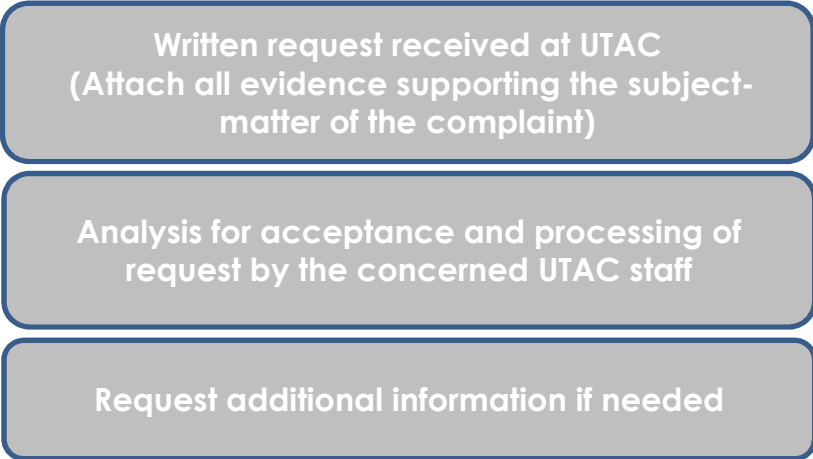 Written request received at UTAC
(Attach all evidence supporting the subject-
matter of the complaint)
Analysis for acceptance and processing of
request by the concerned UTAC staff
Request additional information if needed